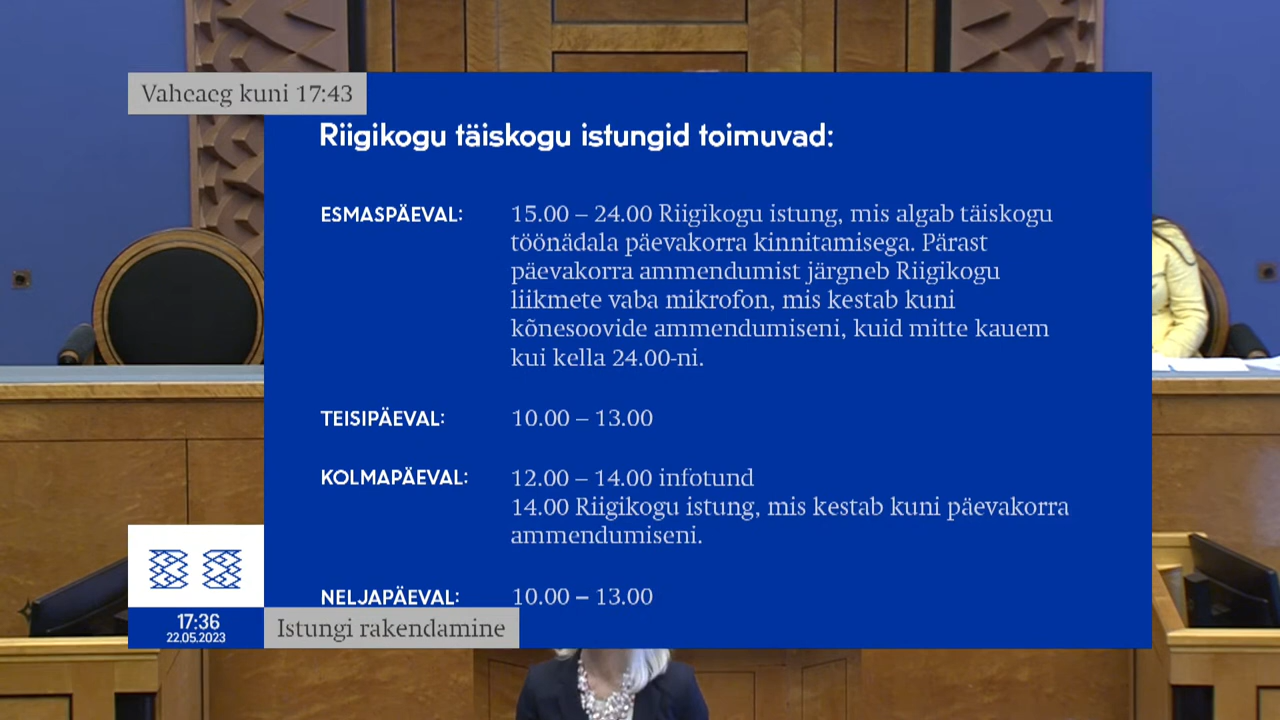 Vaheaeg kuni 17:43
Riigikogu täiskogu istungid toimuvad:
ESMASPÄEVAL:
15.00 – 24.00 Riigikogu istung, mis algab täiskogu
töönädala päevakorra kinnitamisega. Pärast
päevakorra ammendumist järgneb Riigikogu
liikmete vaba mikrofon, mis kestab kuni
kõnesoovide ammendumiseni, kuid mitte kauem
kui kella 24.00-ni.
TEISIPÄEVAL:
10.00 – 13.00
KOLMAPÄEVAL:
12.00 – 14.00 infotund
14.00 Riigikogu istung, mis kestab kuni päevakorra
ammendumiseni.
NELJAPÄEVAL:
10.00 – 13.00
17:36
22.05.2023
Istungi rakendamine